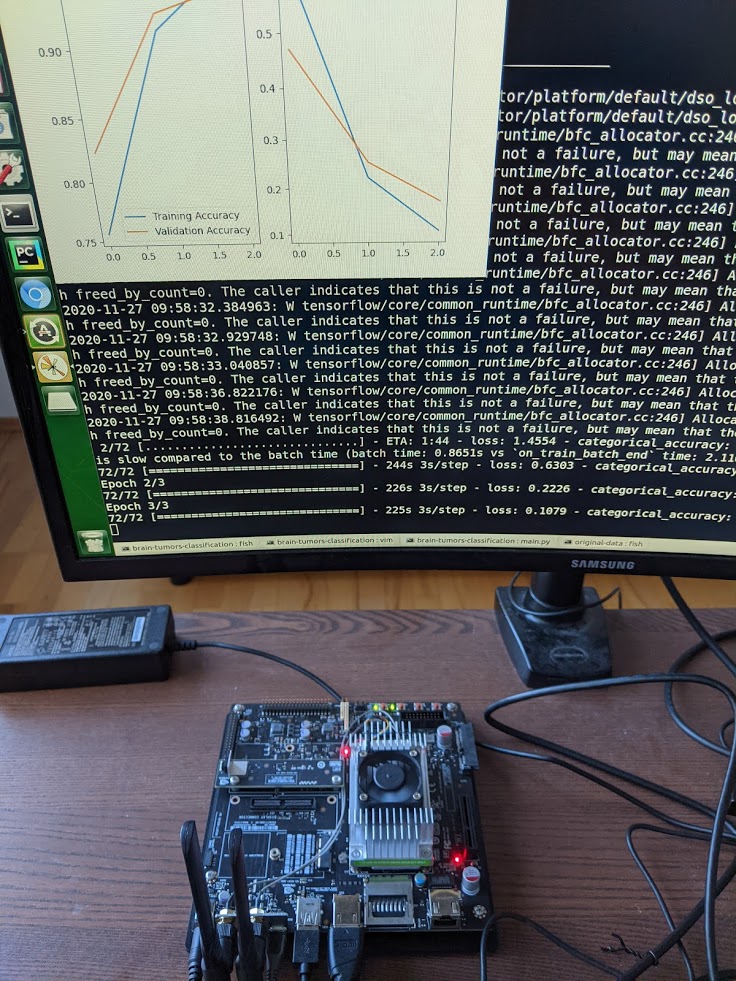 0.90
0.85
0.80
0.75
0.0 0.5 1.0 1.5 2.0
Training Accuracy
Validation Accuracy
0.5
0.4
0.3
0.2
0.1
0.0 0.5 1.0 1.5 2.0
tor/platform/default/dso_lo
tor/platform/default/dso_lo
runtime/bfc_allocator.cc:246
not a failure, but may mean
runtime/bfc_allocator.cc:246]
not a failure, but may mean
runtime/bfc_allocator.cc:246]
not a failure, but may mean
runtime/bfc_allocator.cc:246]
not a failure, but may mean
runtime/bfc_allocator.cc:246] A
h freed_by_count=0. The caller indicates that this is not a failure, but may mean
2020-11-27 09:58:32.384963: W tensorflow/core/common_runtime/bfc_allocator.cc:246] All
h freed_by_count=0. The caller indicates that this is not a failure, but may mean that
2020-11-27 09:58:32.929748: W tensorflow/core/common_runtime/bfc_allocator.cc:246] Allo
h freed_by_count=0. The caller indicates that this is not a failure, but may mean that
2020-11-27 09:58:33.040857: W tensorflow/core/common_runtime/bfc_allocator.cc:246] Allo
h freed_by_count=0. The caller indicates that this is not a failure, but may mean that t
2020-11-27 09:58:36.822176: W tensorflow/core/common_runtime/bfc_allocator.cc:246] Alloc
h freed_by_count=0. The caller indicates that this is not a failure, but may mean that
2020-11-27 09:58:38.816492: W tensorflow/core/common_runtime/bfc_allocator.cc:246] Alloc
h freed_by_count=0. The caller indicates that this is not a failure, but may mean that the
2/72 [..............................] - ETA: 1:44 - loss: 1.4554 - categorical_accuracy:
is slow compared to the batch time (batch time: 0.8651s vs `on_train_batch_end` time: 2.11
72/72 [==============================] - 244s 3s/step - loss: 0.6303 - categorical_accuracy
Epoch 2/3
72/72 [==============================] - 226s 3s/step - loss: 0.2226 - categorical_accuracy:
Epoch 3/3
72/72 [==============================] - 225s 3s/step - loss: 0.1079 - categorical_accuracy:
brain-tumors-classification : fish brain-tumors-classification : vim brain-tumors-classification : main.py original-data : fish
PC
SAMSUNG